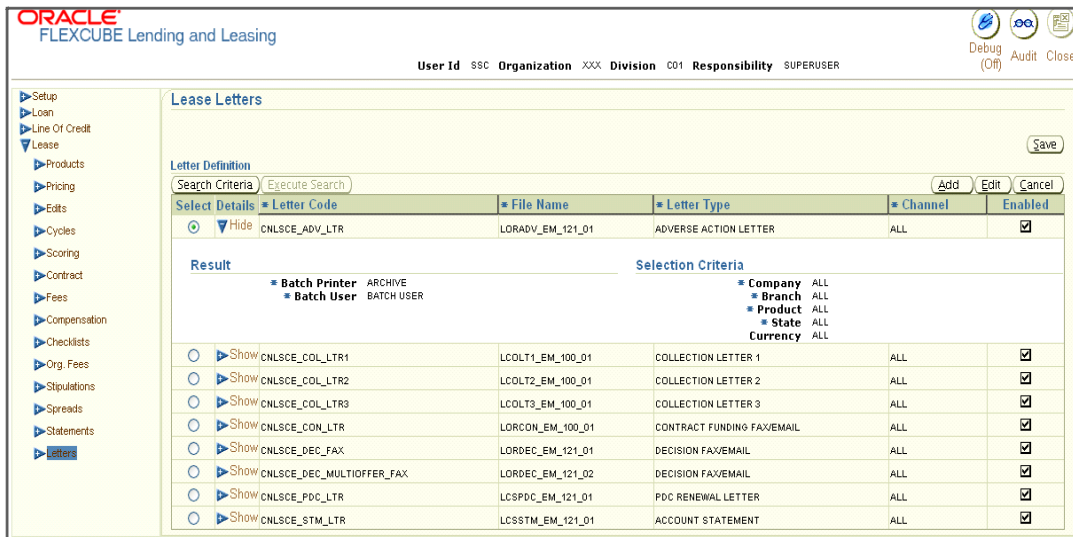 ORACLE
FLEXCUBE Lending and Leasing
Debug (Off)
Audit
Close
User Id SSC Organization XXX Division C01 Responsibility SUPERUSER
Setup
Loan
Line Of Credit
Lease
Products
Pricing
Edits
Cycles
Scoring
Contract
Fees
Compensation
Checklists
Org. Fees
Stipulations
Spreads
Statements
Letters
Lease Letters
Save
Letter Definition
Search Criteria Execute Search Add Edit Cancel
Select Details * Letter Code * File Name * Letter Type * Channel Enabled
Hide CNLSCE_ADV_LTR LORADV_EM_121_01 ADVERSE ACTION LETTER ALL
Result
* Batch Printer ARCHIVE
* Batch User BATCH USER
Selection Criteria
* Company ALL
* Branch ALL
* Product ALL
* State ALL
Currency ALL
Show CNLSCE_COL_LTR1 LCOLT1_EM_100_01 COLLECTION LETTER 1 ALL
Show CNLSCE_COL_LTR2 LCOLT2_EM_100_01 COLLECTION LETTER 2 ALL
Show CNLSCE_COL_LTR3 LCOLT3_EM_100_01 COLLECTION LETTER 3 ALL
Show CNLSCE_CON_LTR LORCON_EM_100_01 CONTRACT FUNDING FAX/EMAIL ALL
Show CNLSCE_DEC_FAX LORDEC_EM_121_01 DECISION FAX/EMAIL ALL
Show CNLSCE_DEC_MULTIOFFER_FAX LORDEC_EM_121_02 DECISION FAX/EMAIL ALL
Show CNLSCE_PDC_LTR LCSPDC_EM_121_01 PDC RENEWAL LETTER ALL
Show CNLSCE_STM_LTR LCSSTM_EM_121_01 ACCOUNT STATEMENT ALL